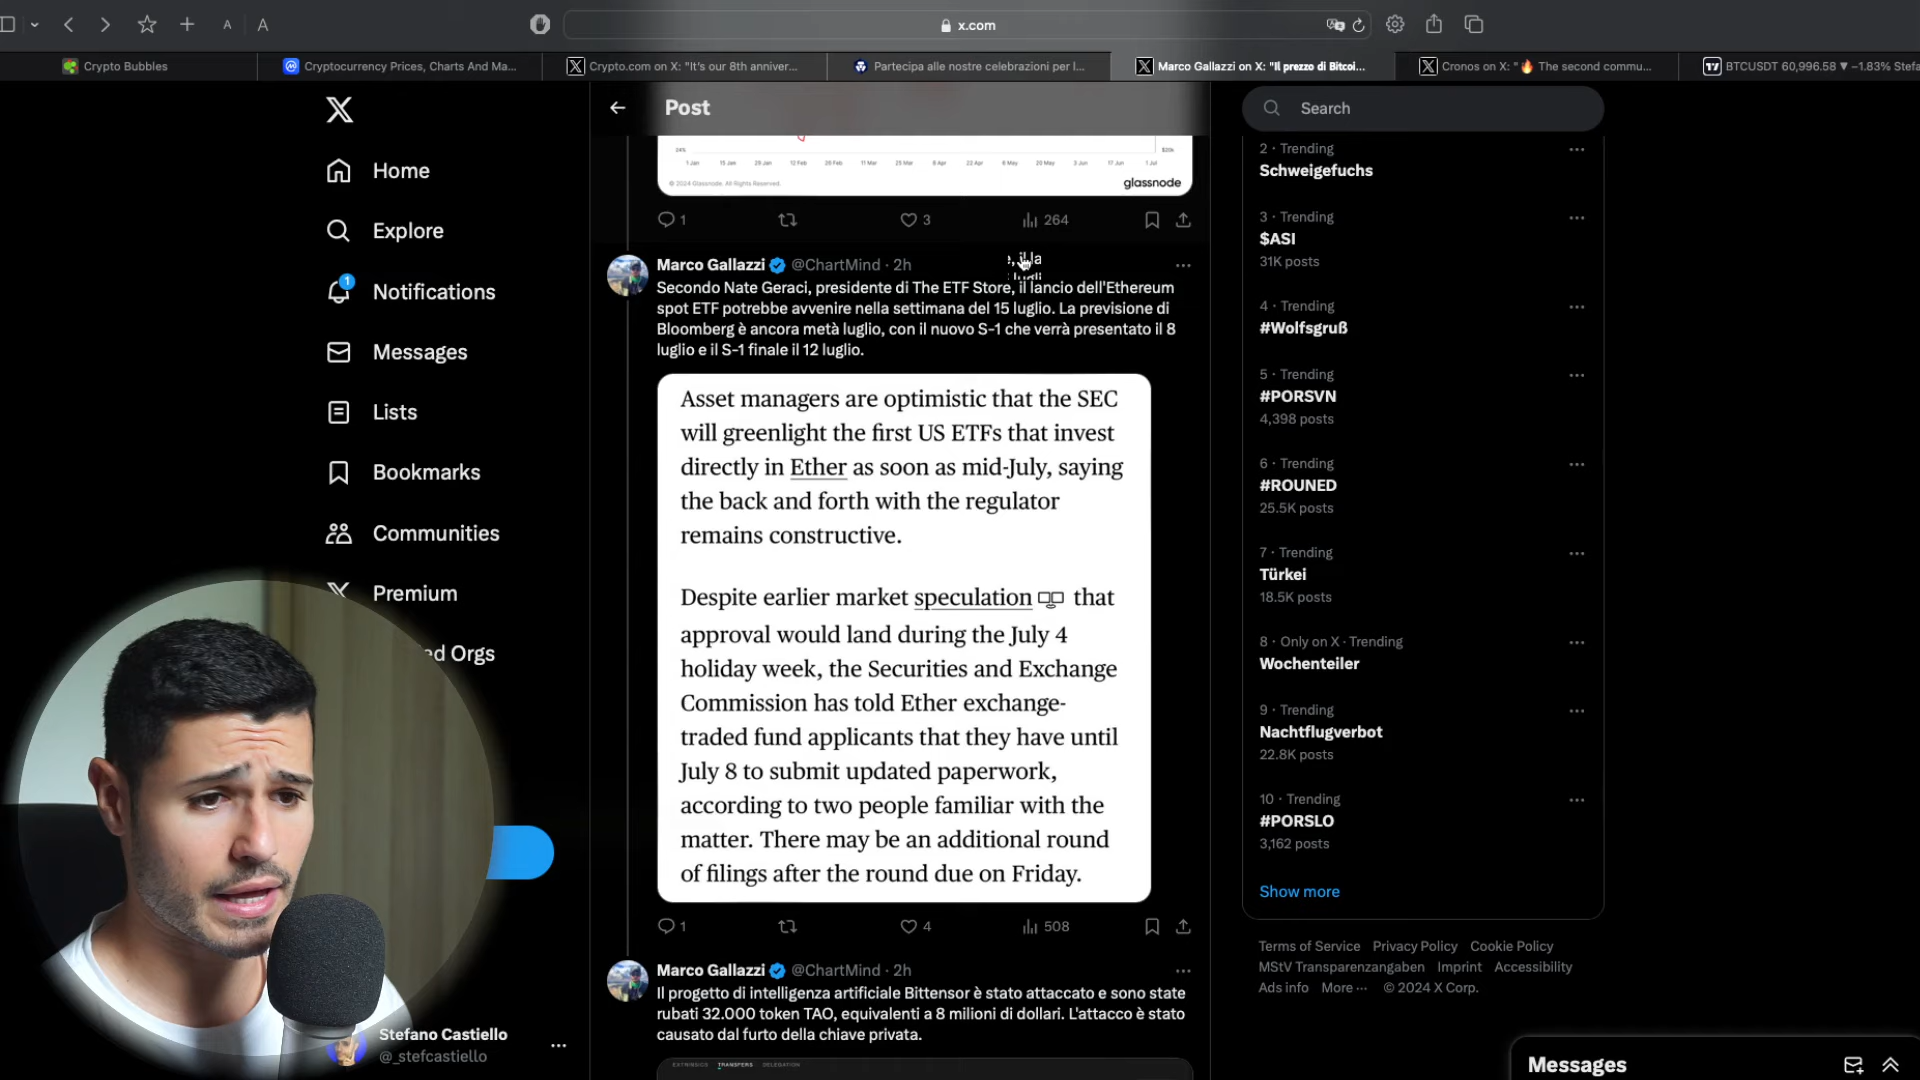 A A
x.com
Crypto Bubbles
Cryptocurrency Prices, Charts And Ma...
Crypto.com on X: "It's our 8th anniver...
Partecipa alle nostre celebrazioni per l...
Marco Gallazzi on X: "Il prezzo di Bitcoi...
Cronos on X: "🔥 The second commu...
BTCUSDT 60,996.58 ▼ −1.83% Stefa
Home
Explore
1
Notifications
Messages
Lists
Bookmarks
Communities
Premium
ed Orgs
Stefano Castiello
@_stefcastiello
Post
24%
$20k
1 Jan 15 Jan 29 Jan 12 Feb 26 Feb 11 Mar 25 Mar 8 Apr 22 Apr 6 May 20 May 3 Jun 17 Jun 1 Jul
© 2024 Glassnode. All Rights Reserved.
glassnode
1 3 264
Marco Gallazzi @ChartMind · 2h
Secondo Nate Geraci, presidente di The ETF Store, il lancio dell'Ethereum
spot ETF potrebbe avvenire nella settimana del 15 luglio. La previsione di
Bloomberg è ancora metà luglio, con il nuovo S-1 che verrà presentato il 8
luglio e il S-1 finale il 12 luglio.
Asset managers are optimistic that the SEC
will greenlight the first US ETFs that invest
directly in Ether as soon as mid-July, saying
the back and forth with the regulator
remains constructive.
Despite earlier market speculation that
approval would land during the July 4
holiday week, the Securities and Exchange
Commission has told Ether exchange-
traded fund applicants that they have until
July 8 to submit updated paperwork,
according to two people familiar with the
matter. There may be an additional round
of filings after the round due on Friday.
1 4 508
Marco Gallazzi @ChartMind · 2h
Il progetto di intelligenza artificiale Bittensor è stato attaccato e sono state
rubati 32.000 token TAO, equivalenti a 8 milioni di dollari. L'attacco è stato
causato dal furto della chiave privata.
EXTRINSICS TRANSFERS DELEGATION
Search
2 · Trending
Schweigefuchs
3 · Trending
$ASI
31K posts
4 · Trending
#Wolfsgruß
5 · Trending
#PORSVN
4,398 posts
6 · Trending
#ROUNED
25.5K posts
7 · Trending
Türkei
18.5K posts
8 · Only on X · Trending
Wochenteiler
9 · Trending
Nachtflugverbot
22.8K posts
10 · Trending
#PORSLO
3,162 posts
Show more
Terms of Service Privacy Policy Cookie Policy
MStV Transparenzangaben Imprint Accessibility
Ads info More ··· © 2024 X Corp.
Messages